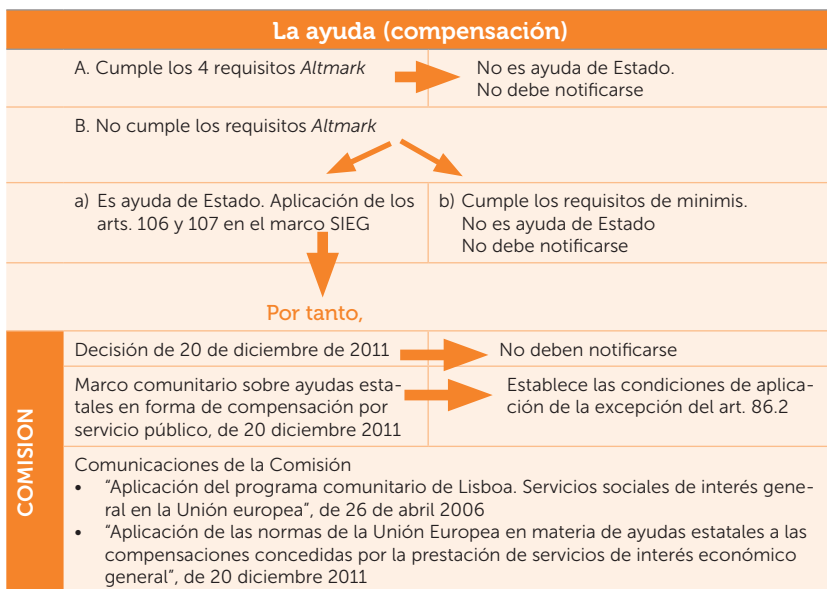 La ayuda (compensación)
A. Cumple los 4 requisitos Altmark
No es ayuda de Estado.
No debe notificarse
B. No cumple los requisitos Altmark
a) Es ayuda de Estado. Aplicación de los
arts. 106 y 107 en el marco SIEG
b) Cumple los requisitos de minimis.
No es ayuda de Estado
No debe notificarse
Por tanto,
COMISION
Decisión de 20 de diciembre de 2011
No deben notificarse
Marco comunitario sobre ayudas esta-
tales en forma de compensación por
servicio público, de 20 diciembre 2011
Establece las condiciones de aplica-
ción de la excepción del art. 86.2
Comunicaciones de la Comisión
• “Aplicación del programa comunitario de Lisboa. Servicios sociales de interés gene-
ral en la Unión europea”, de 26 de abril 2006
• “Aplicación de las normas de la Unión Europea en materia de ayudas estatales a las
compensaciones concedidas por la prestación de servicios de interés económico
general”, de 20 diciembre 2011